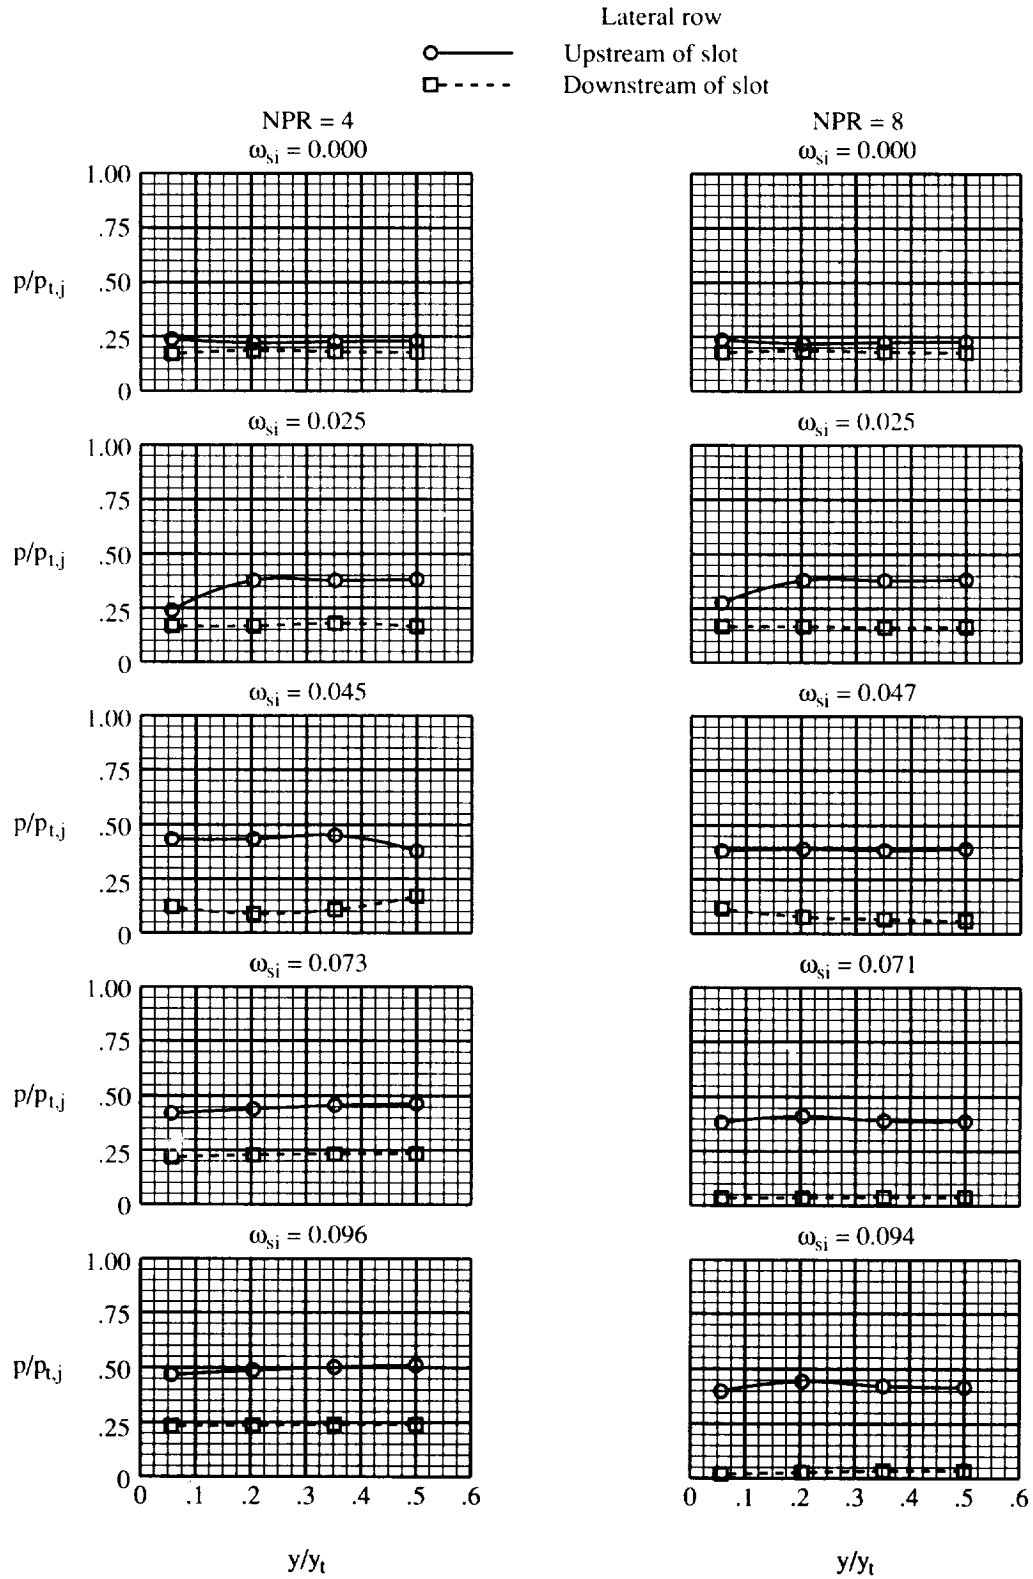 Lateral row
Upstream of slot
Downstream of slot
NPR = 4
ω_si = 0.000
NPR = 8
ω_si = 0.000
1.00
.75
.50
.25
0
p/p_t,j
ω_si = 0.025
ω_si = 0.025
1.00
.75
.50
.25
0
p/p_t,j
ω_si = 0.045
ω_si = 0.047
1.00
.75
.50
.25
0
p/p_t,j
ω_si = 0.073
ω_si = 0.071
1.00
.75
.50
.25
0
p/p_t,j
ω_si = 0.096
ω_si = 0.094
1.00
.75
.50
.25
0
p/p_t,j
0 .1 .2 .3 .4 .5 .6
0 .1 .2 .3 .4 .5 .6
y/y_t
y/y_t